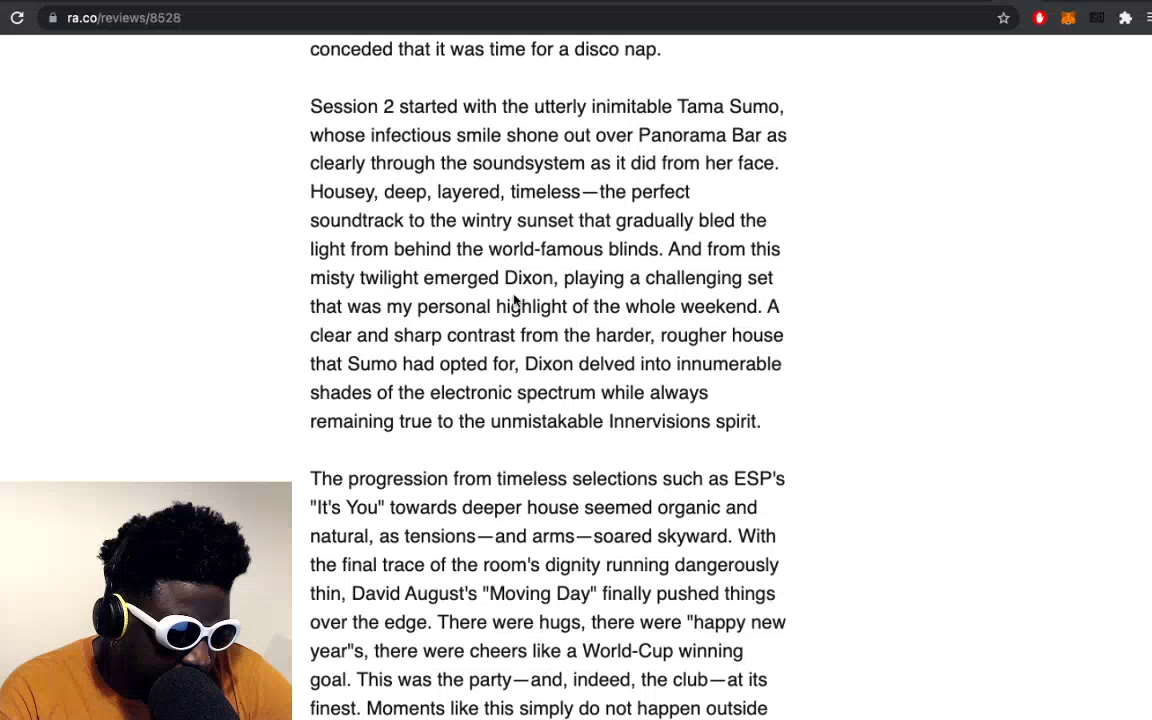 ra.co/reviews/8528
conceded that it was time for a disco nap.
Session 2 started with the utterly inimitable Tama Sumo,
whose infectious smile shone out over Panorama Bar as
clearly through the soundsystem as it did from her face.
Housey, deep, layered, timeless—the perfect
soundtrack to the wintry sunset that gradually bled the
light from behind the world-famous blinds. And from this
misty twilight emerged Dixon, playing a challenging set
that was my personal highlight of the whole weekend. A
clear and sharp contrast from the harder, rougher house
that Sumo had opted for, Dixon delved into innumerable
shades of the electronic spectrum while always
remaining true to the unmistakable Innervisions spirit.
The progression from timeless selections such as ESP's
"It's You" towards deeper house seemed organic and
natural, as tensions—and arms—soared skyward. With
the final trace of the room's dignity running dangerously
thin, David August's "Moving Day" finally pushed things
over the edge. There were hugs, there were "happy new
year"s, there were cheers like a World-Cup winning
goal. This was the party—and, indeed, the club—at its
finest. Moments like this simply do not happen outside